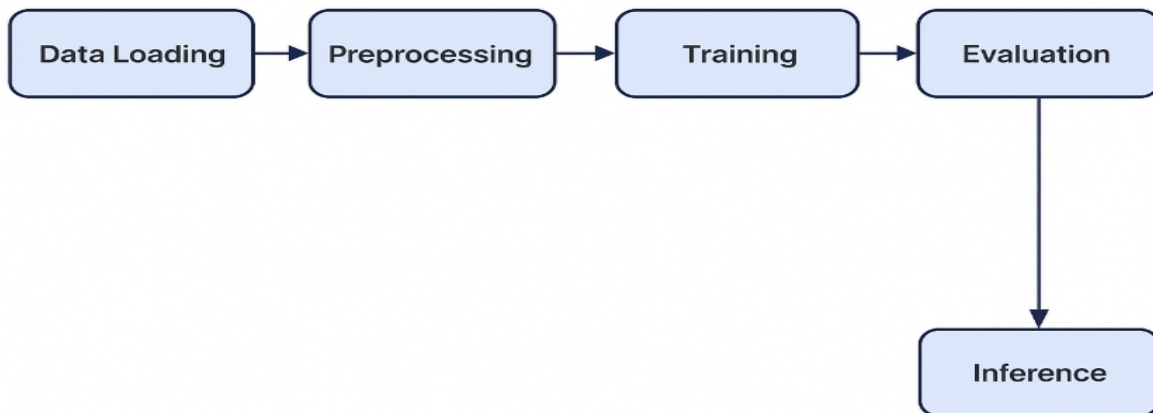 Data Loading
Preprocessing
Training
Evaluation
Inference